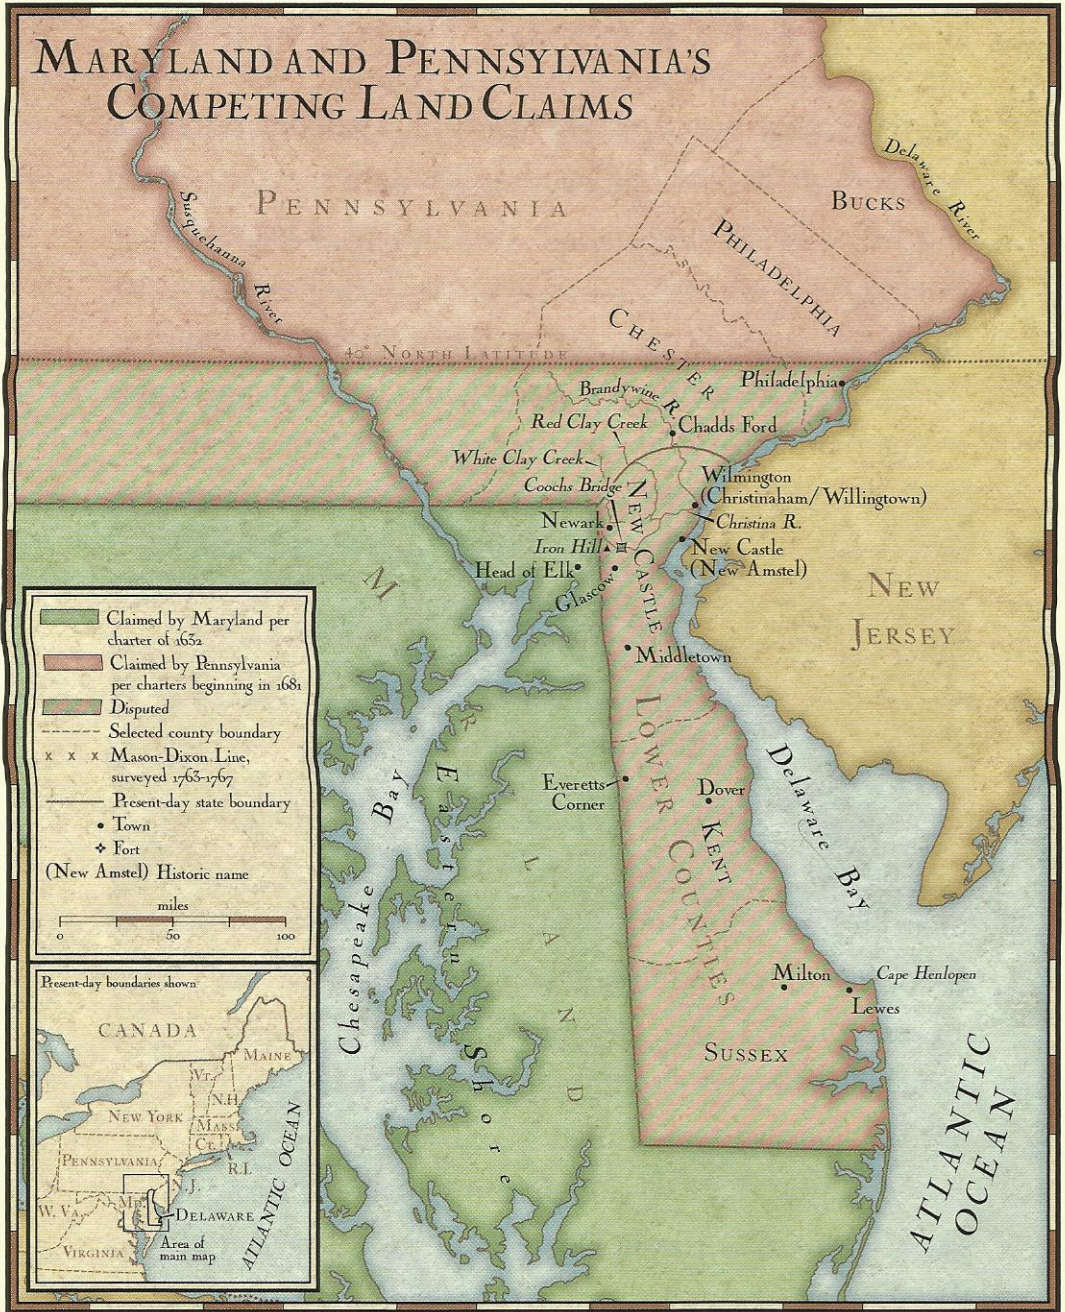 MARYLAND AND PENNSYLVANIA'S
COMPETING LAND CLAIMS
Delaware River
BUCKS
PENNSYLVANIA
Susquehanna River
PHILADELPHIA
CHESTER
40° NORTH LATITUDE
Philadelphia
Brandywine R.
Red Clay Creek
Chadds Ford
White Clay Creek
Wilmington
(Christinaham/Willingtown)
Coochs Bridge
Christina R.
Newark
Iron Hill
New Castle
(New Amstel)
Head of Elk
Glascow
NEW CASTLE
NEW
JERSEY
MARYLAND
Middletown
LOWER COUNTIES
Everetts
Corner
Dover
KENT
Delaware Bay
Chesapeake Bay
Eastern Shore
Milton
Cape Henlopen
Lewes
SUSSEX
ATLANTIC
OCEAN
Claimed by Maryland per
charter of 1632
Claimed by Pennsylvania
per charters beginning in 1681
Disputed
Selected county boundary
x x x Mason-Dixon Line,
surveyed 1763-1767
Present-day state boundary
Town
Fort
(New Amstel) Historic name
miles
0 50 100
Present-day boundaries shown
CANADA
MAINE
VT.
N.H.
NEW YORK
MASS.
CT.
R.I.
PENNSYLVANIA
N.J.
MD.
W. VA.
DELAWARE
VIRGINIA
Area of
main map
ATLANTIC OCEAN